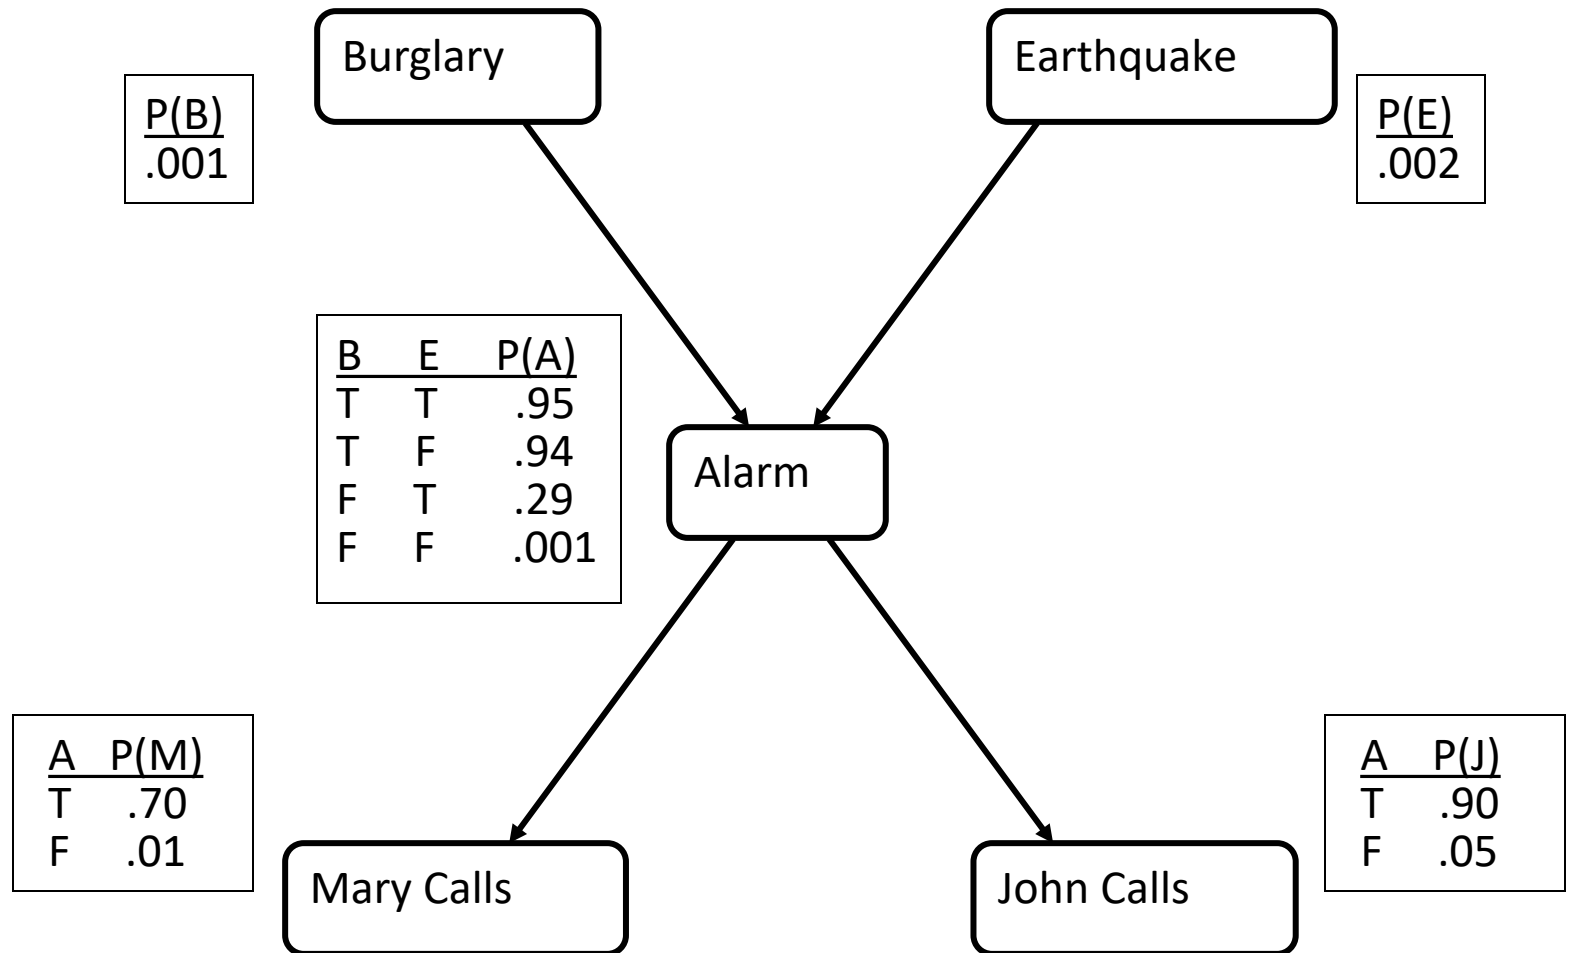 Burglary
Earthquake
P(B)
.001
P(E)
.002
B E P(A)
T T .95
T F .94
F T .29
F F .001
Alarm
A P(M)
T .70
F .01
A P(J)
T .90
F .05
Mary Calls
John Calls